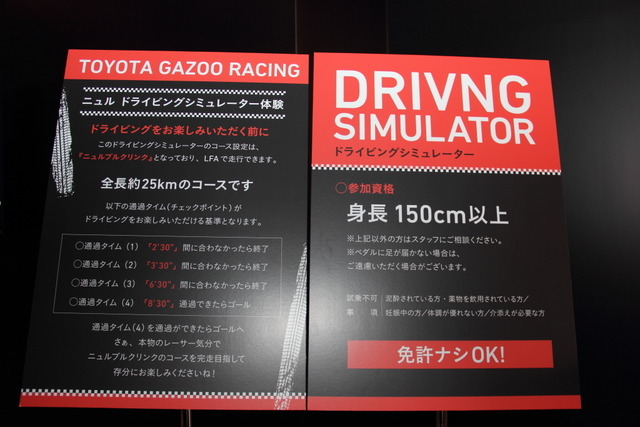 TOYOTA GAZOO RACING
ニュル ドライビングシミュレーター体験
ドライビングをお楽しみいただく前に
このドライビングシミュレーターのコース設定は、
『ニュルブルクリンク』となっており、LFAで走行できます。
全長約25kmのコースです
以下の通過タイム(チェックポイント)が
ドライビングをお楽しみいただける基準となります。
○通過タイム（1）「2'30"」間に合わなかったら終了
○通過タイム（2）「3'30"」間に合わなかったら終了
○通過タイム（3）「6'30"」間に合わなかったら終了
○通過タイム（4）「8'30"」通過できたらゴール
通過タイム(4)を通過ができたらゴールへ
さぁ、本物のレーサー気分で
ニュルブルクリンクのコースを完走目指して
存分にお楽しみくださいね！
DRIVNG
SIMULATOR
ドライビングシミュレーター
○参加資格
身長 150cm以上
※上記以外の方はスタッフにご相談ください。
※ペダルに足が届かない場合は、
ご遠慮いただく場合がございます。
試乗不可 泥酔されている方・薬物を飲用されている方／
事項 妊娠中の方／体調が優れない方／介添えが必要な方
免許ナシOK!